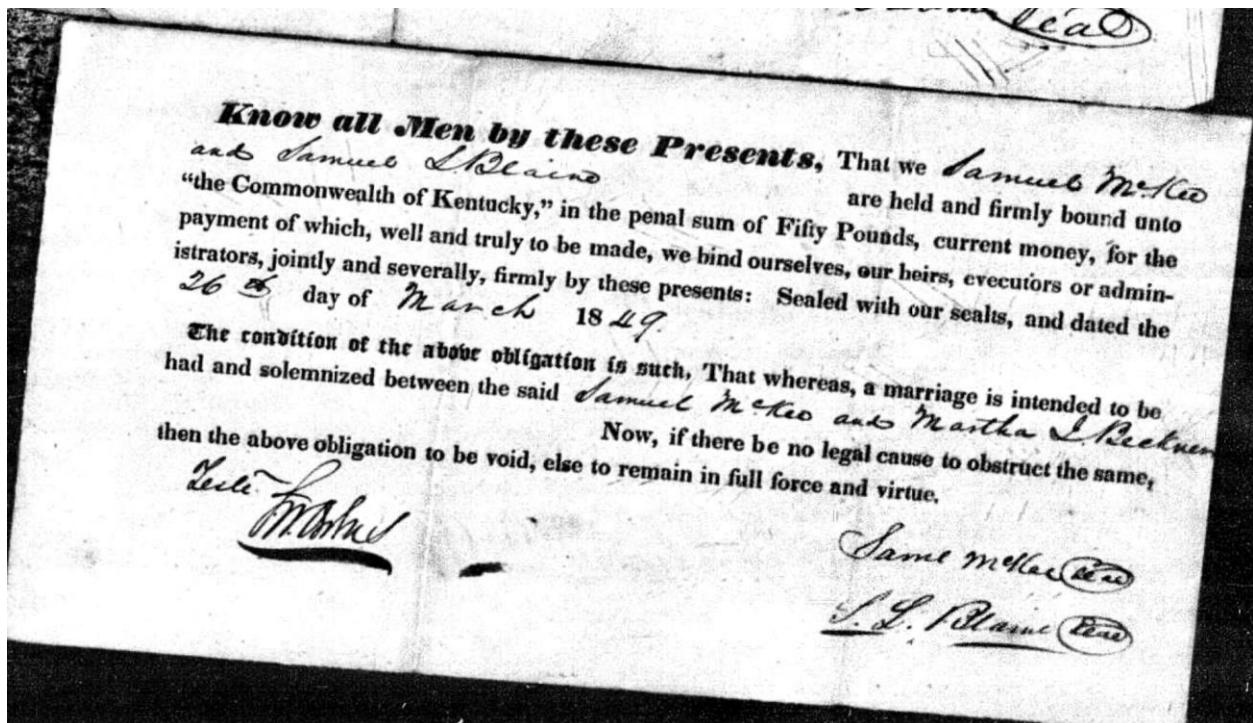 Seal
Know all Men by these Presents, That we Samuel McKee
and Samuel L Blaine are held and firmly bound unto
“the Commonwealth of Kentucky,” in the penal sum of Fifty Pounds, current money, for the
payment of which, well and truly to be made, we bind ourselves, our heirs, executors or admin-
istrators, jointly and severally, firmly by these presents: Sealed with our sealts, and dated the
26th day of March 1849.
The condition of the above obligation is such, That whereas, a marriage is intended to be
had and solemnized between the said Samuel McKee and Martha Beckner
Now, if there be no legal cause to obstruct the same,
then the above obligation to be void, else to remain in full force and virtue.
Teste
Saml McKee Seal
S. L. Blaine Seal